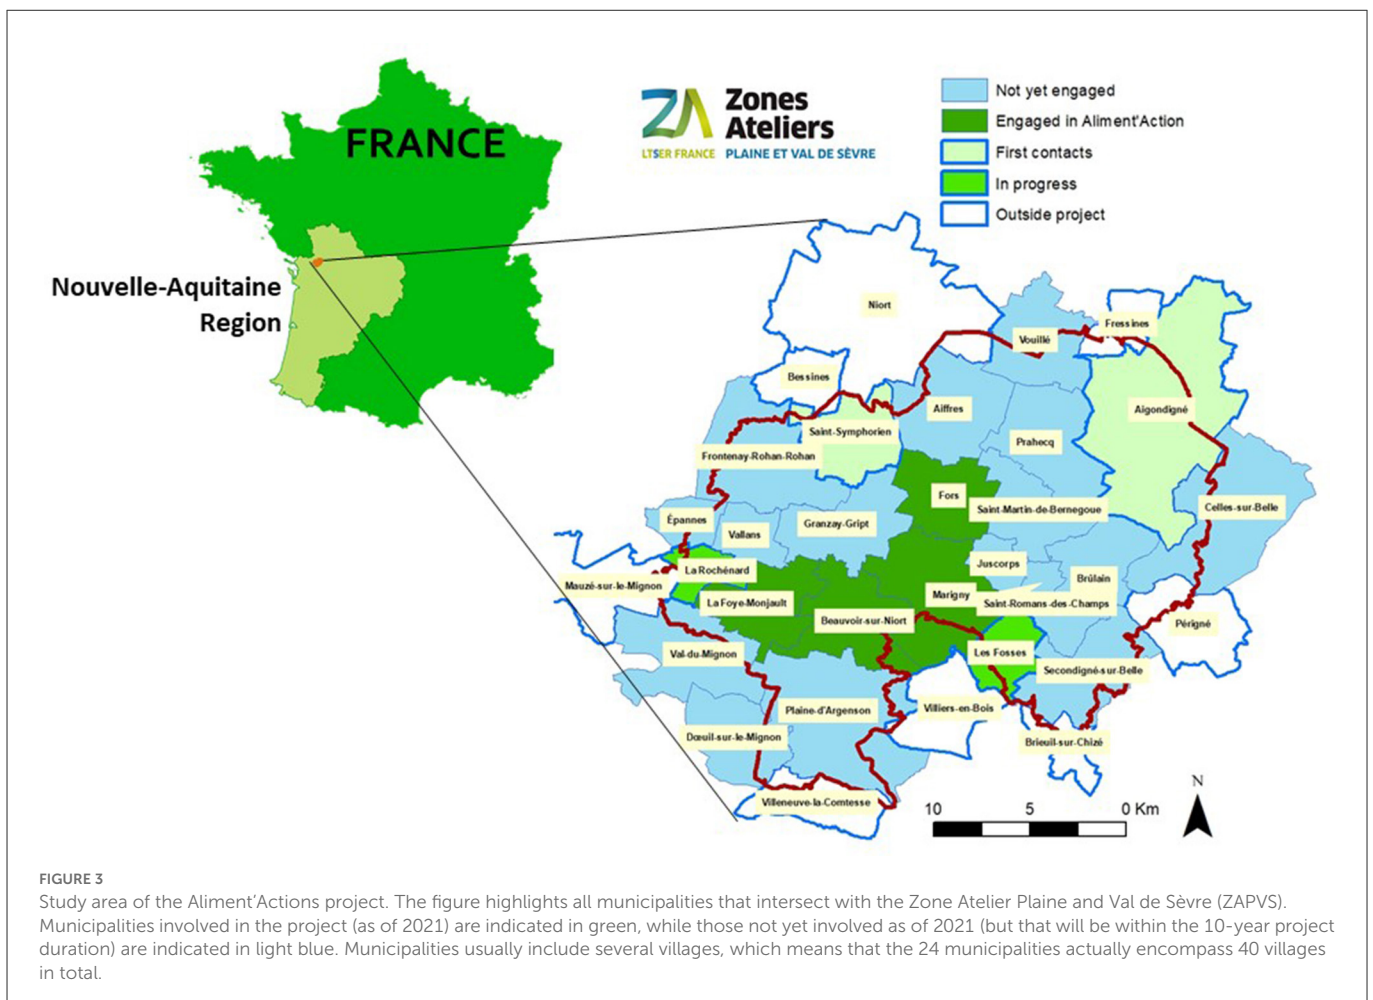 FRANCE
Nouvelle-Aquitaine
Region
ZA
Zones
Ateliers
LTSER FRANCE PLAINE ET VAL DE SÈVRE
Not yet engaged
Engaged in Aliment'Action
First contacts
In progress
Outside project
Niort
Fressines
Vouillé
Bessines
Aiffres
Aigondigné
Saint-Symphorien
Prahecq
Frontenay-Rohan-Rohan
Fors
Saint-Martin-de-Bernegoue
Celles-sur-Belle
Épannes
Granzay-Gript
Vallans
Juscorps
La Rochénard
Brûlain
Mauzé-sur-le-Mignon
Marigny
La Foye-Monjault
Saint-Romans-des-Champs
Beauvoir-sur-Niort
Périgné
Val-du-Mignon
Les Fosses
Secondigné-sur-Belle
Plaine-d'Argenson
Villiers-en-Bois
Dœuil-sur-le-Mignon
Brieuil-sur-Chizé
Villeneuve-la-Comtesse
10 5 0 Km
N
FIGURE 3
Study area of the Aliment'Actions project. The figure highlights all municipalities that intersect with the Zone Atelier Plaine and Val de Sèvre (ZAPVS).
Municipalities involved in the project (as of 2021) are indicated in green, while those not yet involved as of 2021 (but that will be within the 10-year project
duration) are indicated in light blue. Municipalities usually include several villages, which means that the 24 municipalities actually encompass 40 villages
in total.